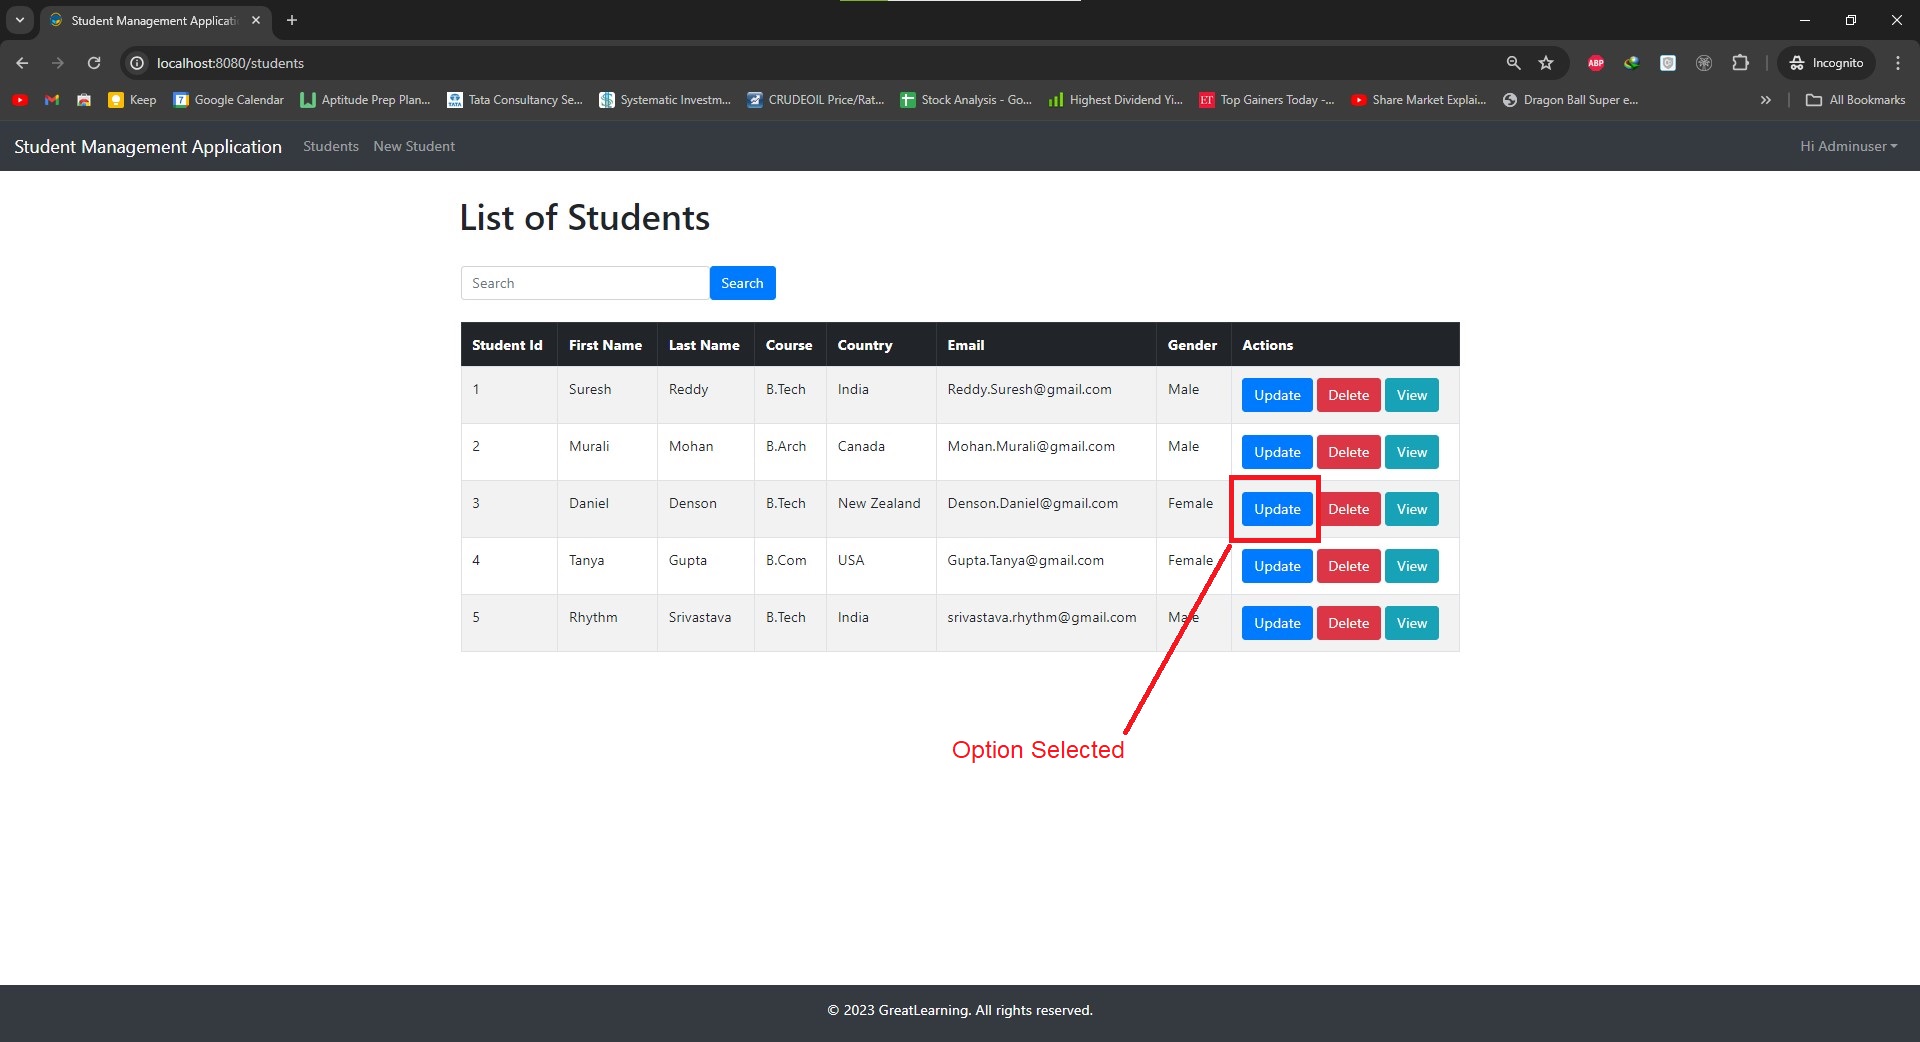 Student Management Applicati
localhost:8080/students
ABP
Incognito
Keep
7 Google Calendar
Aptitude Prep Plan...
TATA Tata Consultancy Se...
Systematic Investm...
CRUDEOIL Price/Rat...
Stock Analysis - Go...
Highest Dividend Yi...
ET Top Gainers Today -...
Share Market Explai...
Dragon Ball Super e...
All Bookmarks
Student Management Application Students New Student Hi Adminuser
List of Students
Search Search
Student Id First Name Last Name Course Country Email Gender Actions
1 Suresh Reddy B.Tech India Reddy.Suresh@gmail.com Male Update Delete View
2 Murali Mohan B.Arch Canada Mohan.Murali@gmail.com Male Update Delete View
3 Daniel Denson B.Tech New Zealand Denson.Daniel@gmail.com Female Update Delete View
4 Tanya Gupta B.Com USA Gupta.Tanya@gmail.com Female Update Delete View
5 Rhythm Srivastava B.Tech India srivastava.rhythm@gmail.com Male Update Delete View
Option Selected
© 2023 GreatLearning. All rights reserved.